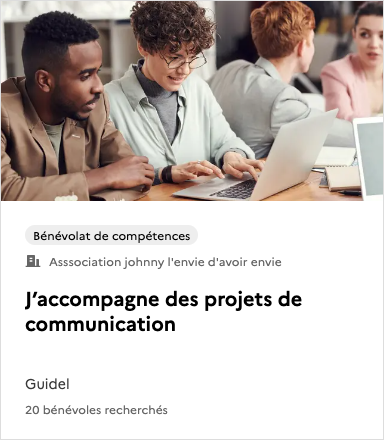 Bénévolat de compétences
Asssociation johnny l'envie d'avoir envie
J’accompagne des projets de
communication
Guidel
20 bénévoles recherchés